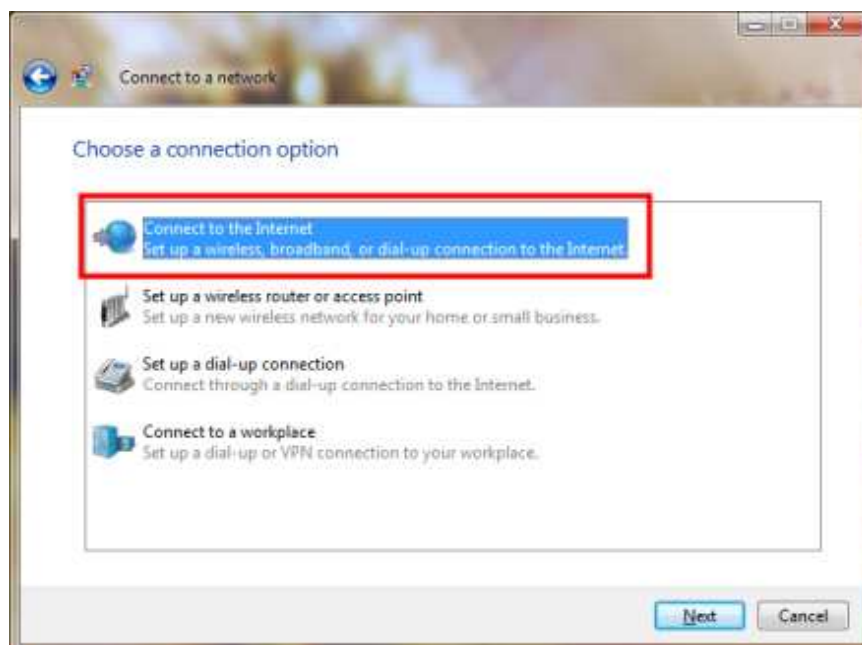 Connect to a network
Choose a connection option
Connect to the Internet
Set up a wireless, broadband, or dial-up connection to the Internet.
Set up a wireless router or access point
Set up a new wireless network for your home or small business.
Set up a dial-up connection
Connect through a dial-up connection to the Internet.
Connect to a workplace
Set up a dial-up or VPN connection to your workplace.
Next Cancel